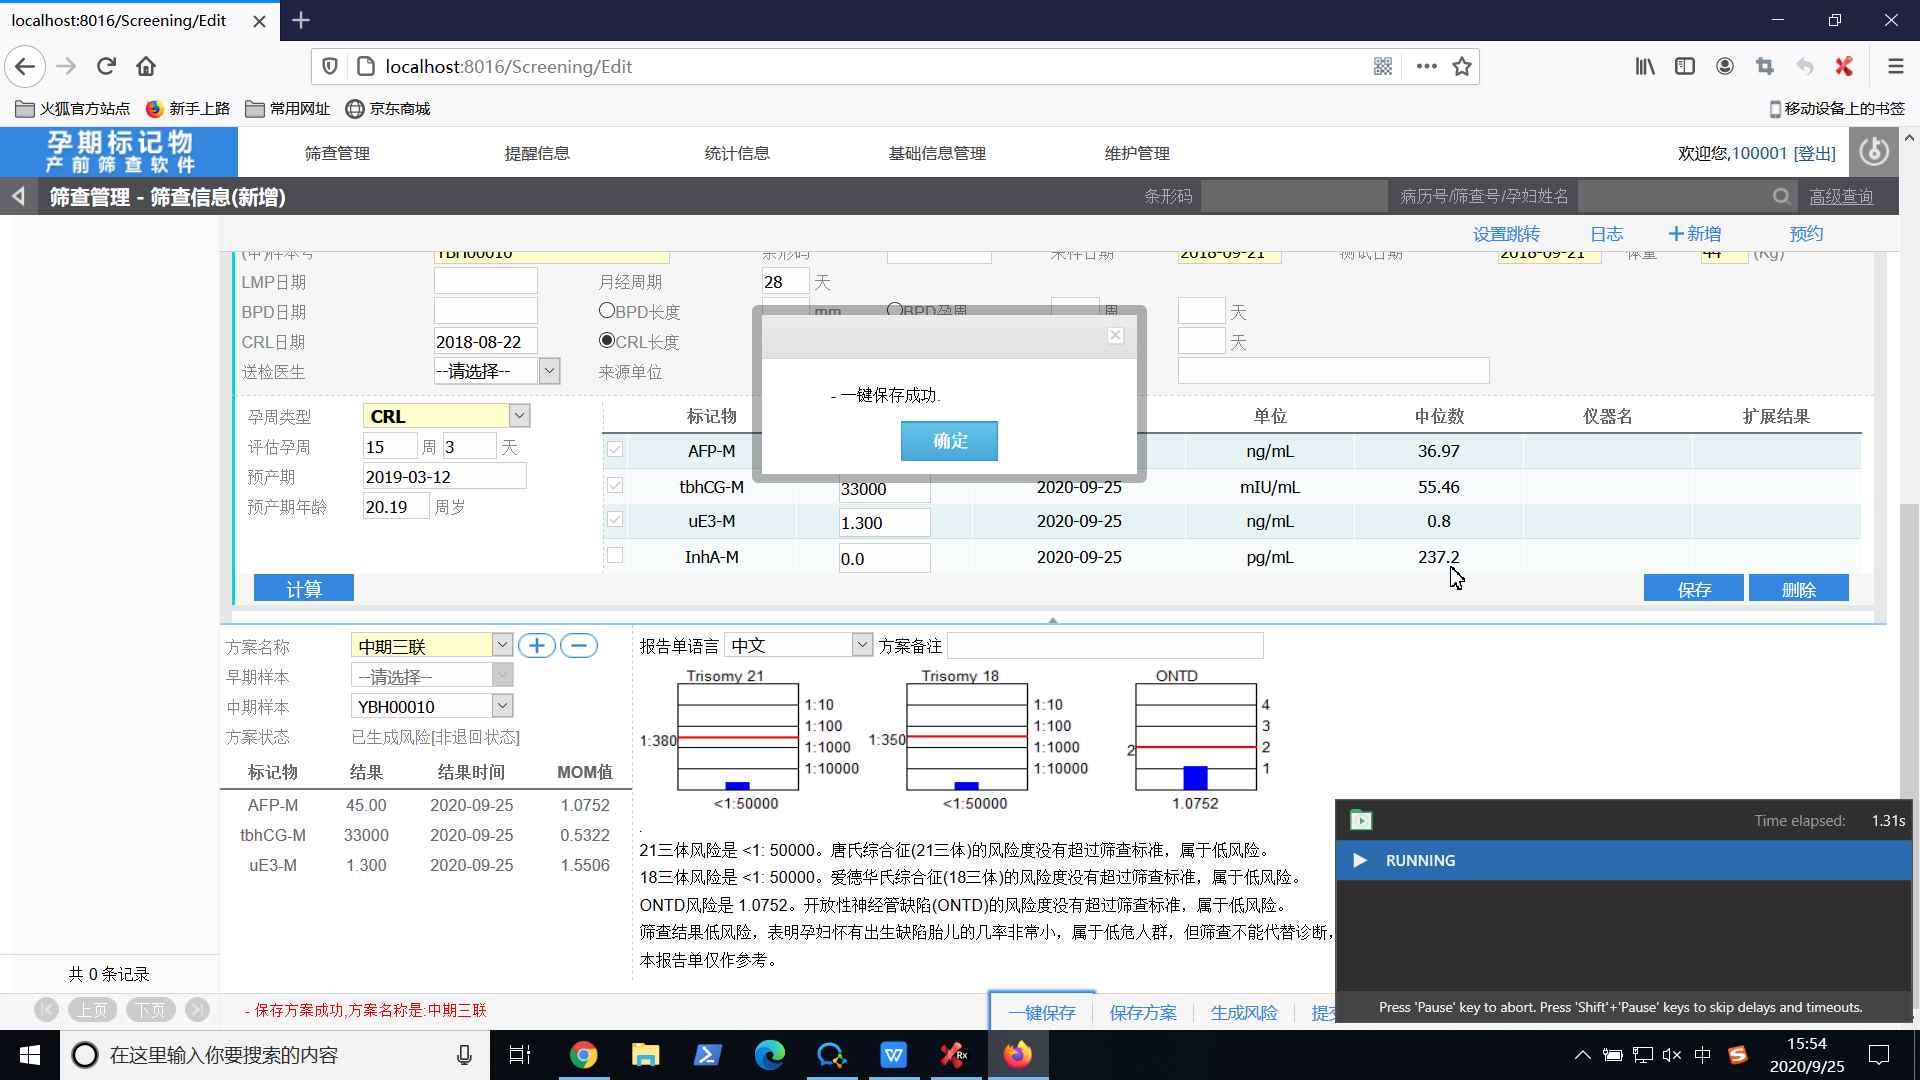 localhost:8016/Screening/Edit
localhost:8016/Screening/Edit
火狐官方站点 新手上路 常用网址 京东商城 移动设备上的书签
孕期标记物
产前筛查软件
筛查管理 提醒信息 统计信息 基础信息管理 维护管理 欢迎您,100001 [登出]
筛查管理 - 筛查信息(新增) 条形码 病历号/筛查号/孕妇姓名 高级查询
设置跳转 日志 +新增 预约
(中)样本号 YBH00010 条形码 采样日期 2018-09-21 测试日期 2018-09-21 体重 44 (Kg)
LMP日期 月经周期 28 天
BPD日期 BPD长度 mm BPD孕周 周 天
CRL日期 2018-08-22 CRL长度 天
送检医生 --请选择-- 来源单位
- 一键保存成功.
确定
孕周类型 CRL
评估孕周 15 周 3 天
预产期 2019-03-12
预产期年龄 20.19 周岁
标记物 单位 中位数 仪器名 扩展结果
AFP-M ng/mL 36.97
tbhCG-M 33000 2020-09-25 mIU/mL 55.46
uE3-M 1.300 2020-09-25 ng/mL 0.8
InhA-M 0.0 2020-09-25 pg/mL 237.2
计算 保存 删除
方案名称 中期三联
早期样本 --请选择--
中期样本 YBH00010
方案状态 已生成风险[非退回状态]
标记物 结果 结果时间 MOM值
AFP-M 45.00 2020-09-25 1.0752
tbhCG-M 33000 2020-09-25 0.5322
uE3-M 1.300 2020-09-25 1.5506
报告单语言 中文 方案备注
Trisomy 21 Trisomy 18 ONTD
1:10 1:10 4
1:100 1:100 3
1:380 1:1000 1:350 1:1000 2 2
1:10000 1:10000 1
<1:50000 <1:50000 1.0752
.
21三体风险是 <1: 50000。唐氏综合征(21三体)的风险度没有超过筛查标准，属于低风险。
18三体风险是 <1: 50000。爱德华氏综合征(18三体)的风险度没有超过筛查标准，属于低风险。
ONTD风险是 1.0752。开放性神经管缺陷(ONTD)的风险度没有超过筛查标准，属于低风险。
筛查结果低风险，表明孕妇怀有出生缺陷胎儿的几率非常小，属于低危人群，但筛查不能代替诊断，
本报告单仅作参考。
Time elapsed: 1.31s
RUNNING
Press 'Pause' key to abort. Press 'Shift'+'Pause' keys to skip delays and timeouts.
共 0 条记录
上页 下页
- 保存方案成功,方案名称是:中期三联
一键保存 保存方案 生成风险 提交
在这里输入你要搜索的内容
Rx
中
15:54
2020/9/25